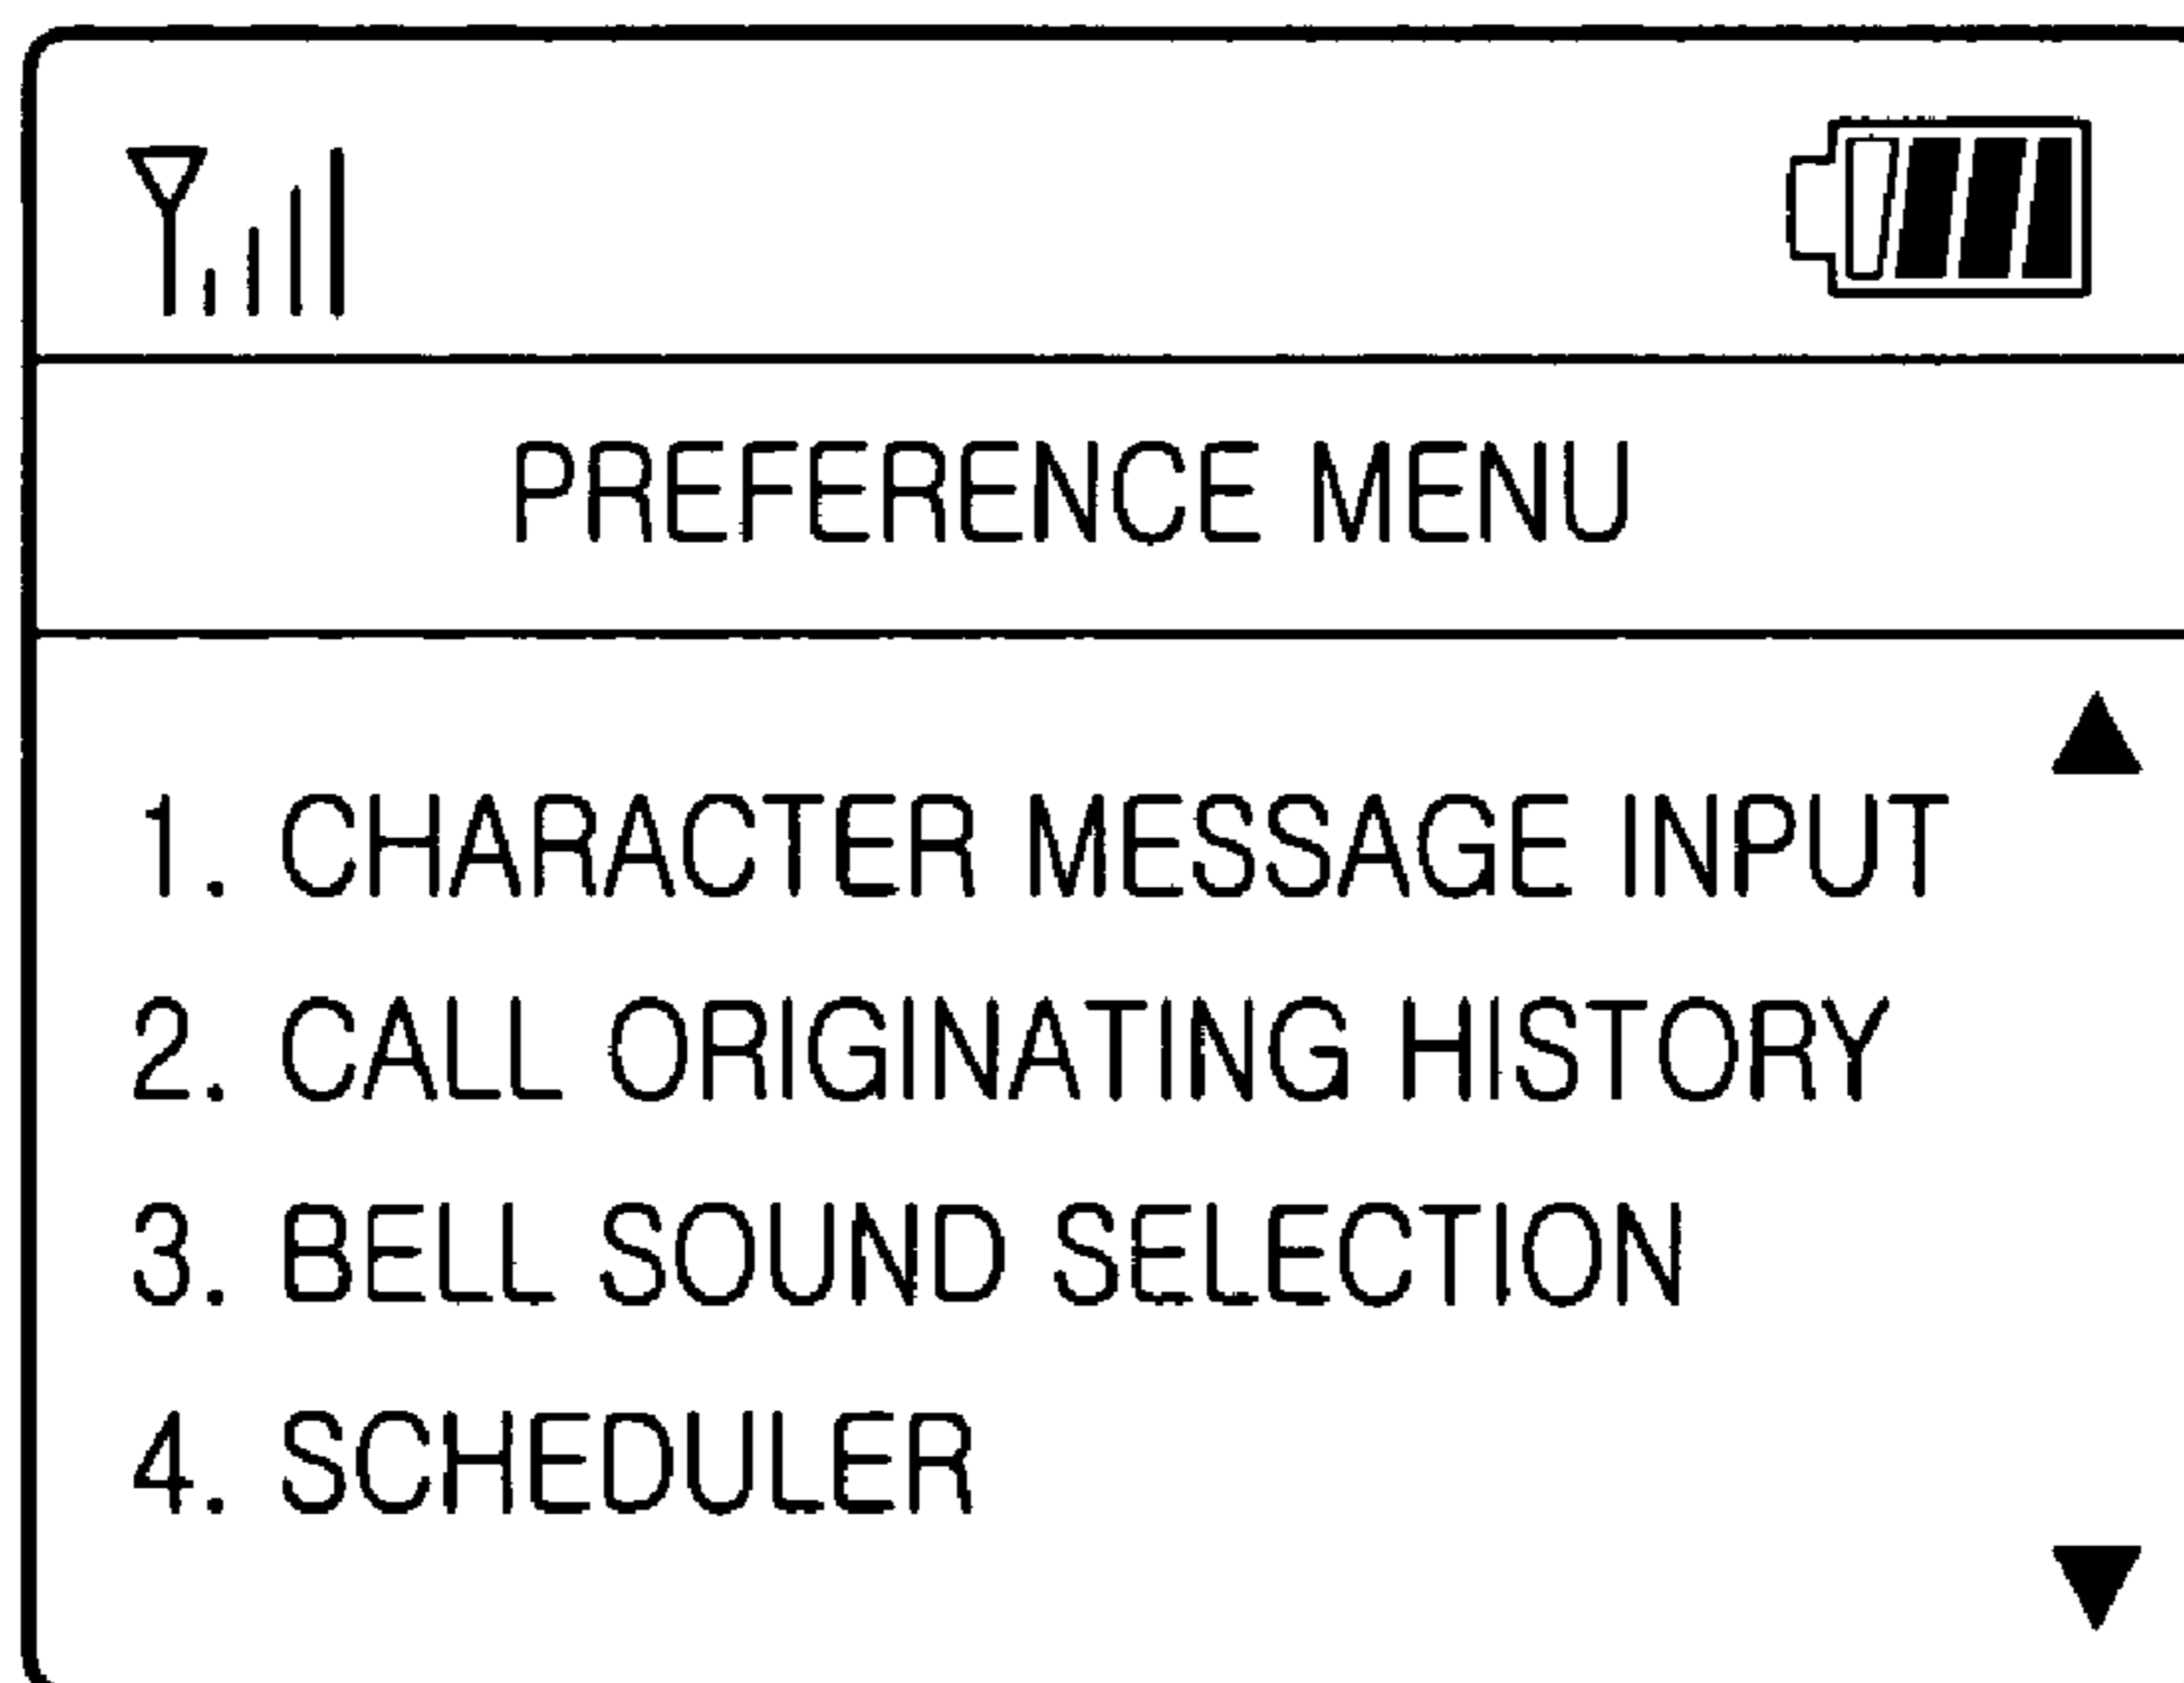 PREFERENCE MENU
1. CHARACTER MESSAGE INPUT
2. CALL ORIGINATING HISTORY
3. BELL SOUND SELECTION
4. SCHEDULER